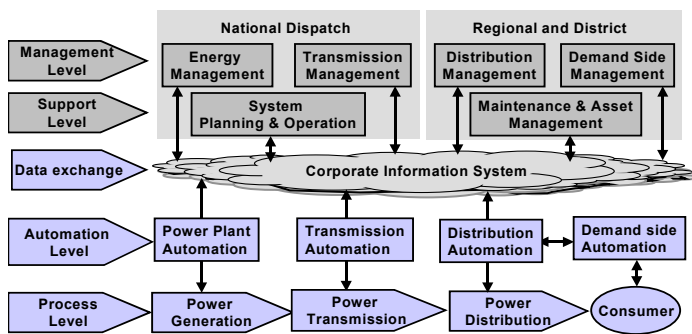 National Dispatch
Regional and District
Management
Level
Energy
Management
Transmission
Management
Distribution
Management
Demand Side
Management
Support
Level
System
Planning & Operation
Maintenance & Asset
Management
Data exchange
Corporate Information System
Automation
Level
Power Plant
Automation
Transmission
Automation
Distribution
Automation
Demand side
Automation
Process
Level
Power
Generation
Power
Transmission
Power
Distribution
Consumer